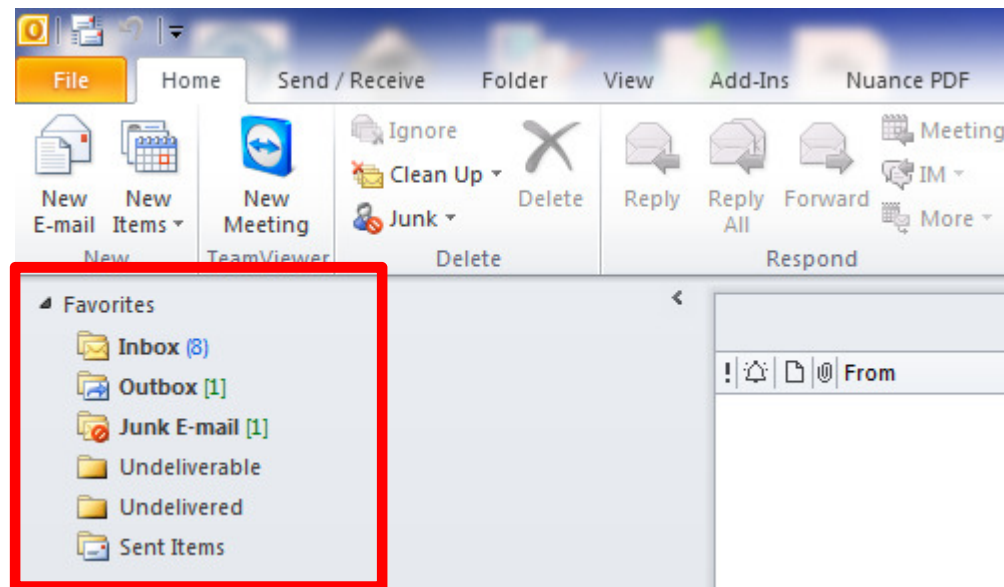 File Home Send / Receive Folder View Add-Ins Nuance PDF
Ignore Meeting
Clean Up IM
New New New Delete Reply Reply Forward
E-mail Items Meeting Junk All More
New TeamViewer Delete Respond
Favorites
Inbox (8)
! From
Outbox [1]
Junk E-mail [1]
Undeliverable
Undelivered
Sent Items